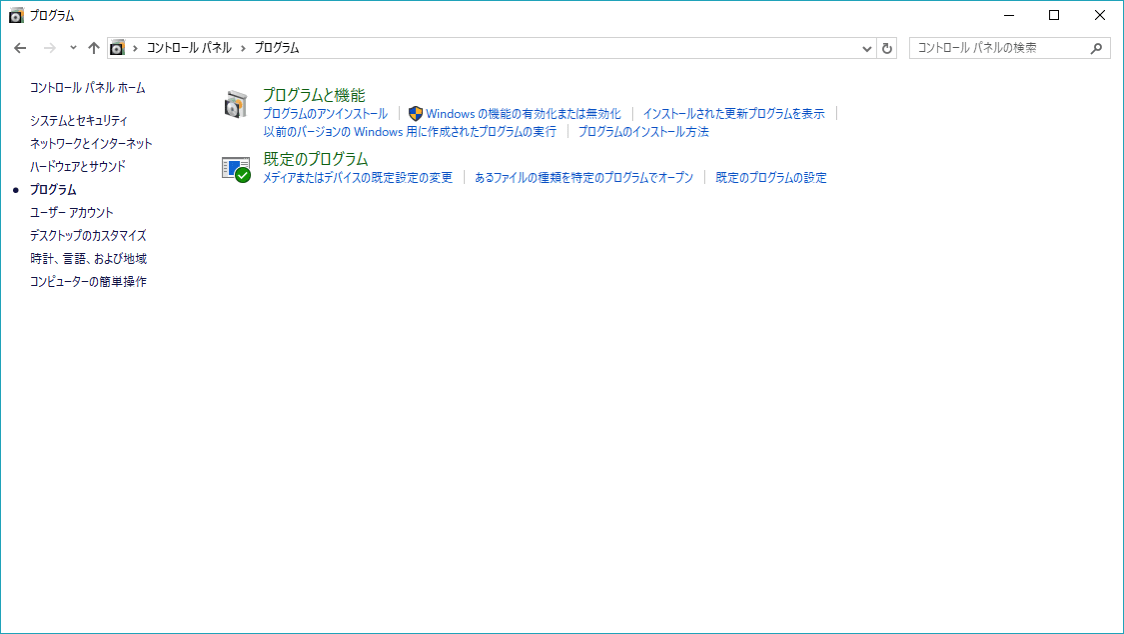 プログラム
コントロール パネル › プログラム
コントロール パネルの検索
コントロール パネル ホーム
システムとセキュリティ
ネットワークとインターネット
ハードウェアとサウンド
プログラム
ユーザー アカウント
デスクトップのカスタマイズ
時計、言語、および地域
コンピューターの簡単操作
プログラムと機能
プログラムのアンインストール | Windows の機能の有効化または無効化 | インストールされた更新プログラムを表示 |
以前のバージョンの Windows 用に作成されたプログラムの実行 | プログラムのインストール方法
既定のプログラム
メディアまたはデバイスの既定設定の変更 | あるファイルの種類を特定のプログラムでオープン | 既定のプログラムの設定